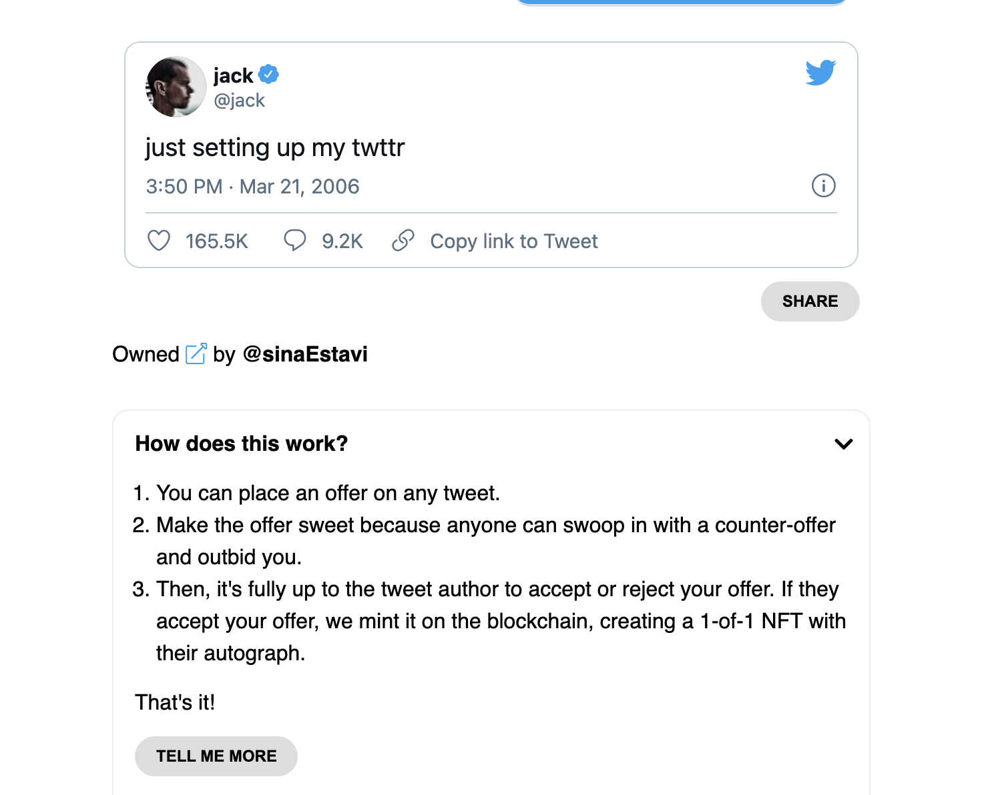 jack
@jack
just setting up my twttr
3:50 PM · Mar 21, 2006
165.5K 9.2K Copy link to Tweet
SHARE
Owned by @sinaEstavi
How does this work?
1. You can place an offer on any tweet.
2. Make the offer sweet because anyone can swoop in with a counter-offer
and outbid you.
3. Then, it's fully up to the tweet author to accept or reject your offer. If they
accept your offer, we mint it on the blockchain, creating a 1-of-1 NFT with
their autograph.
That's it!
TELL ME MORE